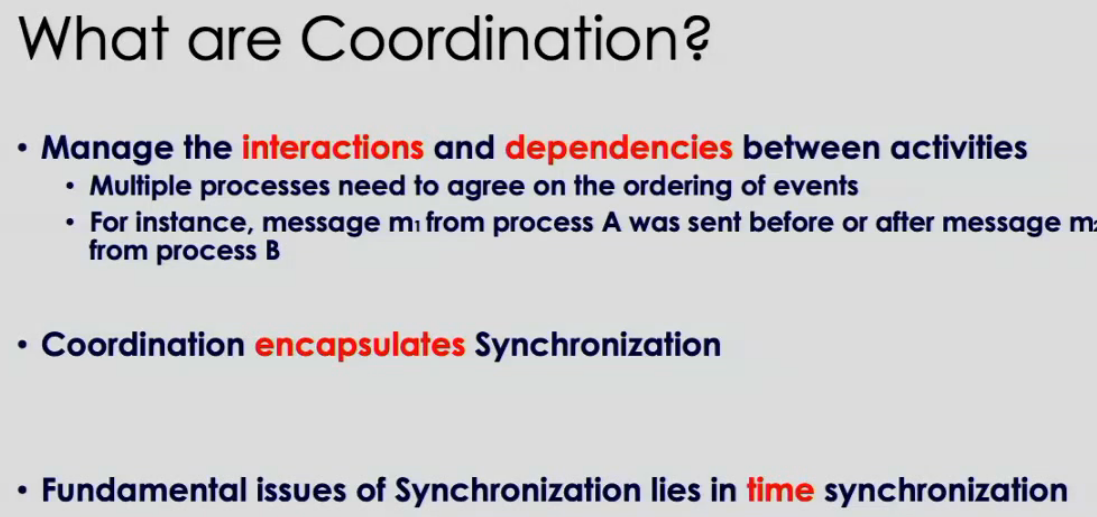 What are Coordination?
• Manage the interactions and dependencies between activities
• Multiple processes need to agree on the ordering of events
• For instance, message m₁ from process A was sent before or after message m₂
from process B
• Coordination encapsulates Synchronization
• Fundamental issues of Synchronization lies in time synchronization